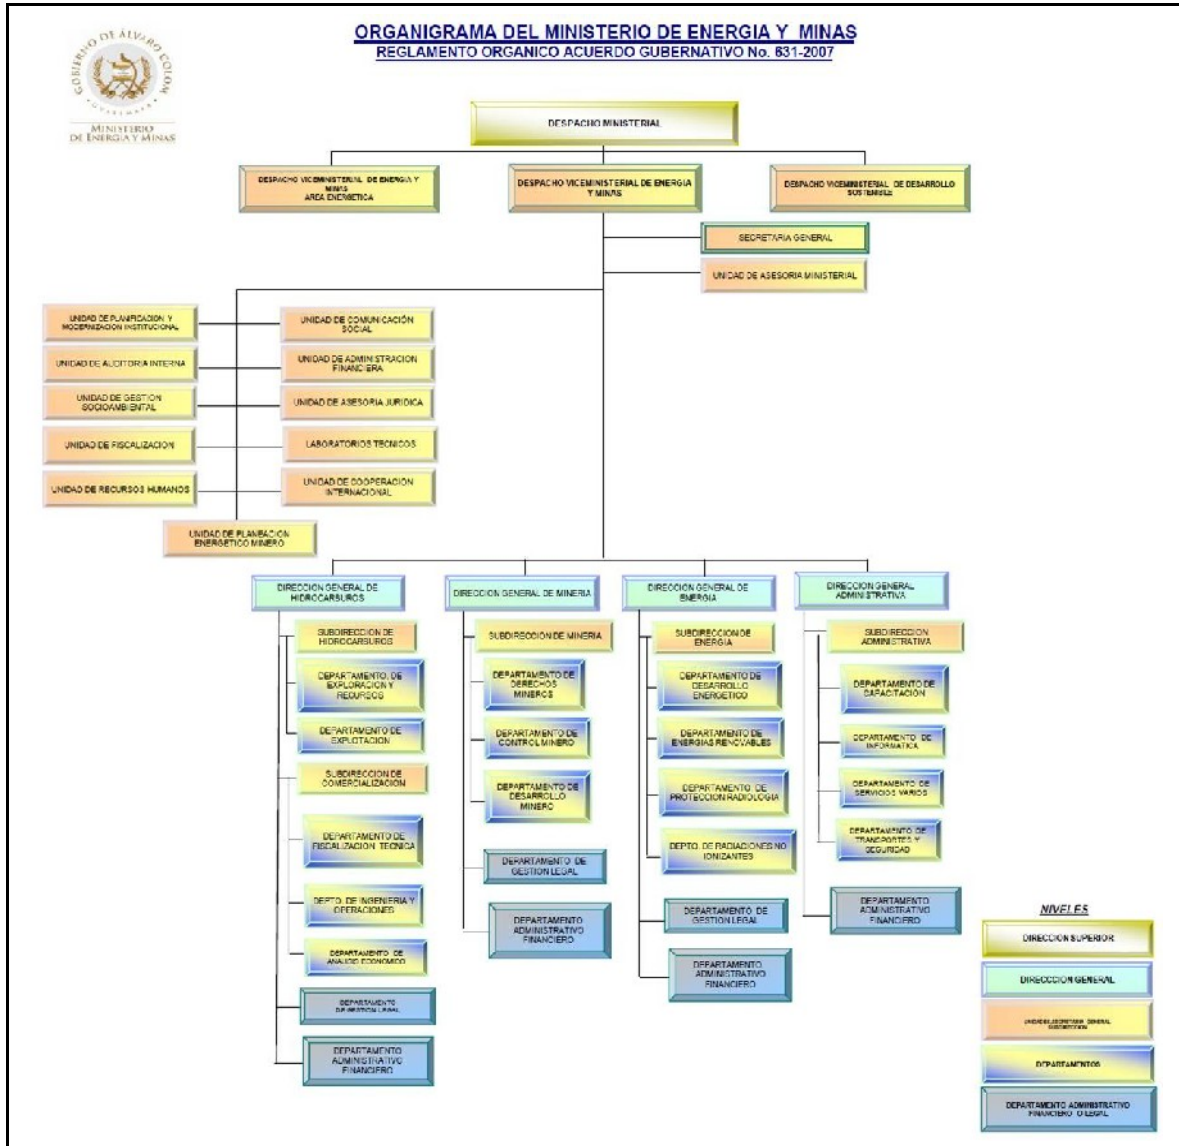 ORGANIGRAMA DEL MINISTERIO DE ENERGIA Y MINAS
REGLAMENTO ORGANICO ACUERDO GUBERNATIVO No. 631-2007
GOBIERNO DE ÁLVARO COLOM
GUATEMALA
MINISTERIO
DE ENERGÍA Y MINAS
DESPACHO MINISTERIAL
DESPACHO VICEMINISTERIAL DE ENERGIA Y
MINAS
AREA ENERGETICA
DESPACHO VICEMINISTERIAL DE ENERGIA
Y MINAS
DESPACHO VICEMINISTERIAL DE DESARROLLO
SOSTENIBLE
SECRETARIA GENERAL
UNIDAD DE ASESORIA MINISTERIAL
UNIDAD DE PLANIFICACION Y
MODERNIZACION INSTITUCIONAL
UNIDAD DE COMUNICACIÓN
SOCIAL
UNIDAD DE AUDITORIA INTERNA
UNIDAD DE ADMINISTRACION
FINANCIERA
UNIDAD DE GESTION
SOCIOAMBIENTAL
UNIDAD DE ASESORIA JURIDICA
UNIDAD DE FISCALIZACION
LABORATORIOS TECNICOS
UNIDAD DE RECURSOS HUMANOS
UNIDAD DE COOPERACION
INTERNACIONAL
UNIDAD DE PLANEACION
ENERGETICO MINERO
DIRECCION GENERAL DE
HIDROCARBUROS
SUBDIRECCION DE
HIDROCARBUROS
DEPARTAMENTO. DE
EXPLORACION Y
RECURSOS
DEPARTAMENTO DE
EXPLOTACION
SUBDIRECCION DE
COMERCIALIZACION
DEPARTAMENTO DE
FISCALIZACION TECNICA
DEPTO. DE INGENIERIA Y
OPERACIONES
DEPARTAMENTO DE
ANALISIS ECONOMICO
DEPARTAMENTO
DE GESTION LEGAL
DEPARTAMENTO
ADMINISTRATIVO
FINANCIERO
DIRECCION GENERAL DE MINERIA
SUBDIRECCION DE MINERIA
DEPARTAMENTO DE
DERECHOS
MINEROS
DEPARTAMENTO DE
CONTROL MINERO
DEPARTAMENTO DE
DESARROLLO
MINERO
DEPARTAMENTO DE
GESTION LEGAL
DEPARTAMENTO
ADMINISTRATIVO
FINANCIERO
DIRECCION GENERAL DE
ENERGIA
SUBDIRECCION DE
ENERGIA
DEPARTAMENTO DE
DESARROLLO
ENERGETICO
DEPARTAMENTO DE
ENERGIAS RENOVABLES
DEPARTAMENTO DE
PROTECCION RADIOLOGIA
DEPTO. DE RADIACIONES NO
IONIZANTES
DEPARTAMENTO DE
GESTION LEGAL
DEPARTAMENTO
ADMINISTRATIVO
FINANCIERO
DIRECCION GENERAL
ADMINISTRATIVA
SUBDIRECCION
ADMINISTRATIVA
DEPARTAMENTO DE
CAPACITACION
DEPARTAMENTO DE
INFORMATICA
DEPARTAMENTO DE
SERVICIOS VARIOS
DEPARTAMENTO DE
TRANSPORTES Y
SEGURIDAD
DEPARTAMENTO
ADMINISTRATIVO
FINANCIERO
NIVELES
DIRECCION SUPERIOR
DIRECCCION GENERAL
SECRETARIA GENERAL
SUBDIRECCION
DEPARTAMENTOS
DEPARTAMENTO ADMINISTRATIVO
FINANCIERO O LEGAL